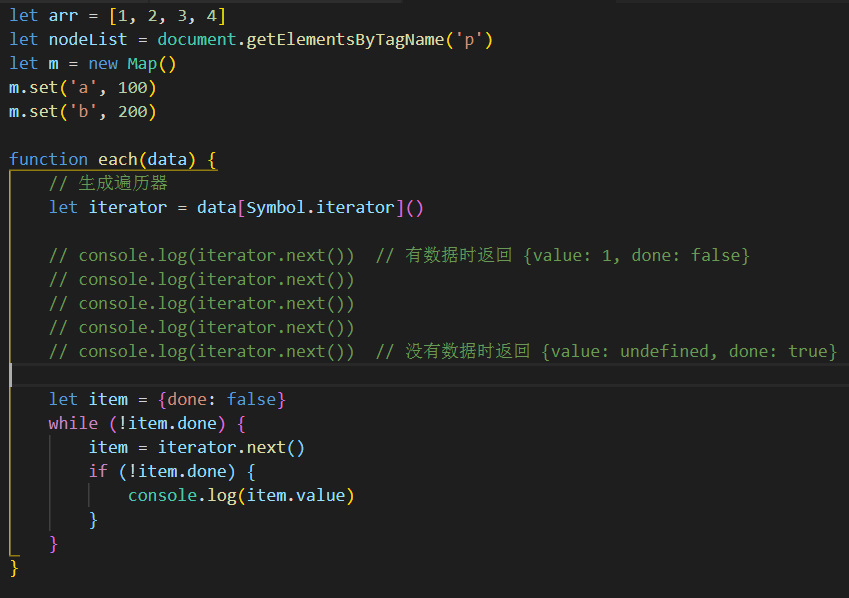 let arr = [1, 2, 3, 4]
let nodeList = document.getElementsByTagName('p')
let m = new Map()
m.set('a', 100)
m.set('b', 200)
function each(data) {
// 生成遍历器
let iterator = data[Symbol.iterator]()
// console.log(iterator.next()) // 有数据时返回 {value: 1, done: false}
// console.log(iterator.next())
// console.log(iterator.next())
// console.log(iterator.next())
// console.log(iterator.next()) // 没有数据时返回 {value: undefined, done: true}
let item = {done: false}
while (!item.done) {
item = iterator.next()
if (!item.done) {
console.log(item.value)
}
}
}